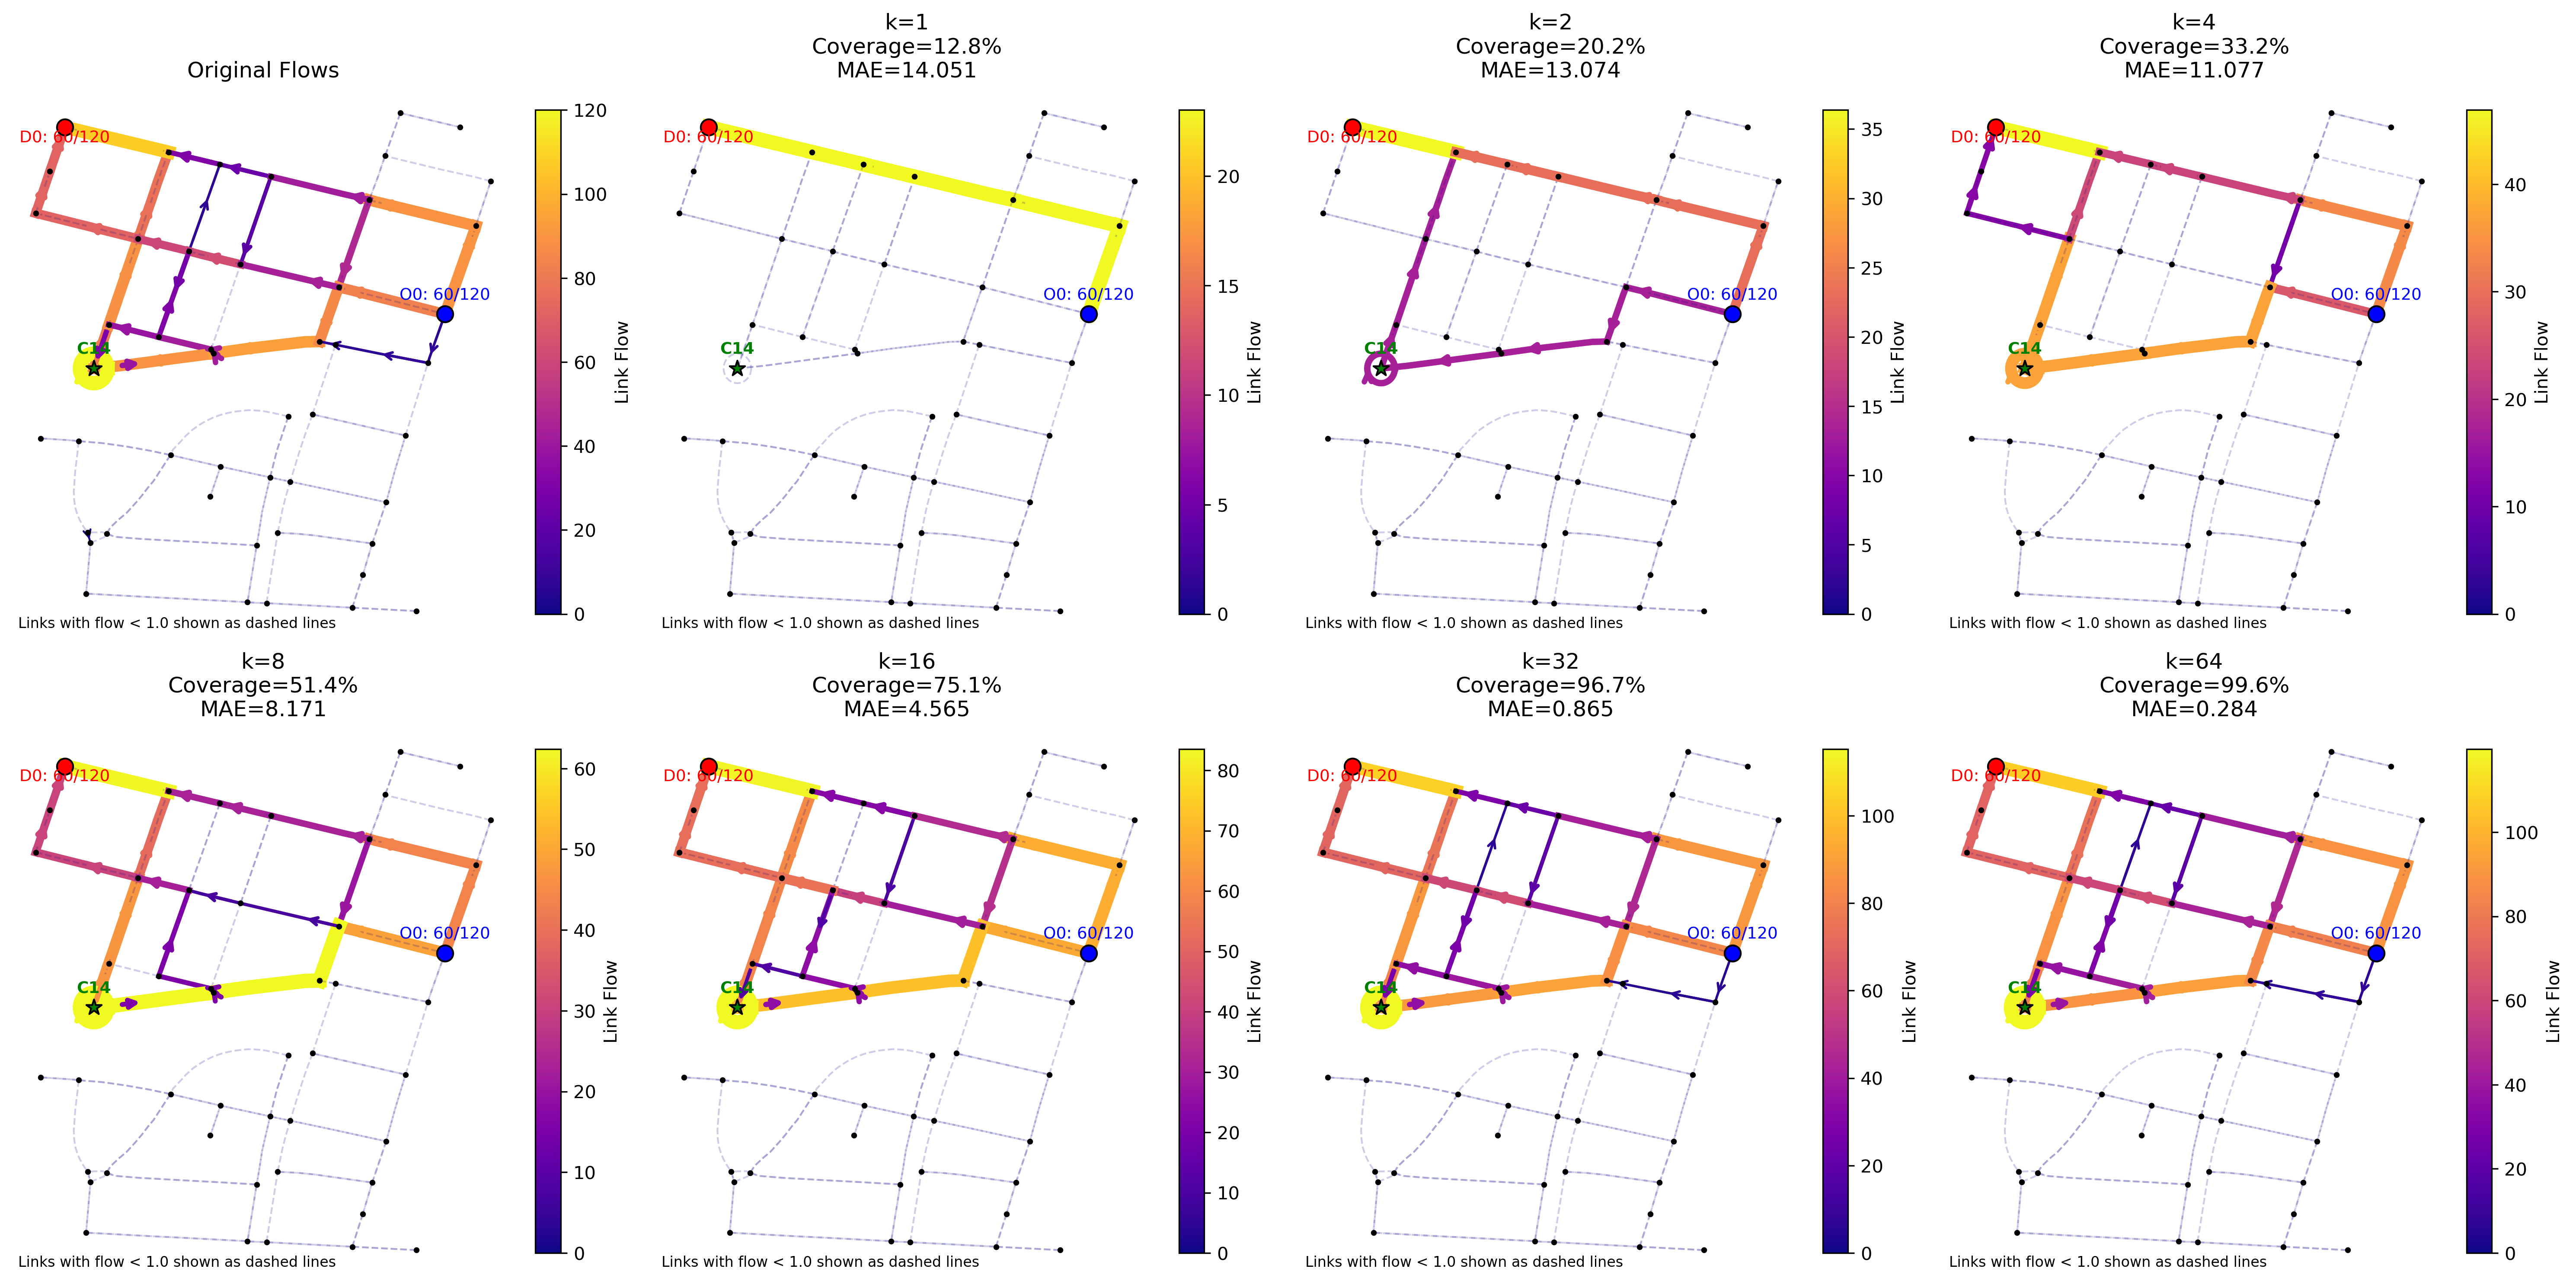 Original Flows
D0: 60/120
O0: 60/120
C14
Links with flow < 1.0 shown as dashed lines
120
100
80
60
40
20
0
Link Flow
k=1
Coverage=12.8%
MAE=14.051
D0: 60/120
O0: 60/120
C14
Links with flow < 1.0 shown as dashed lines
20
15
10
5
0
Link Flow
k=2
Coverage=20.2%
MAE=13.074
D0: 60/120
O0: 60/120
C14
Links with flow < 1.0 shown as dashed lines
35
30
25
20
15
10
5
0
Link Flow
k=4
Coverage=33.2%
MAE=11.077
D0: 60/120
O0: 60/120
C14
Links with flow < 1.0 shown as dashed lines
40
30
20
10
0
Link Flow
k=8
Coverage=51.4%
MAE=8.171
D0: 60/120
O0: 60/120
C14
Links with flow < 1.0 shown as dashed lines
60
50
40
30
20
10
0
Link Flow
k=16
Coverage=75.1%
MAE=4.565
D0: 60/120
O0: 60/120
C14
Links with flow < 1.0 shown as dashed lines
80
70
60
50
40
30
20
10
0
Link Flow
k=32
Coverage=96.7%
MAE=0.865
D0: 60/120
O0: 60/120
C14
Links with flow < 1.0 shown as dashed lines
100
80
60
40
20
0
Link Flow
k=64
Coverage=99.6%
MAE=0.284
D0: 60/120
O0: 60/120
C14
Links with flow < 1.0 shown as dashed lines
100
80
60
40
20
0
Link Flow